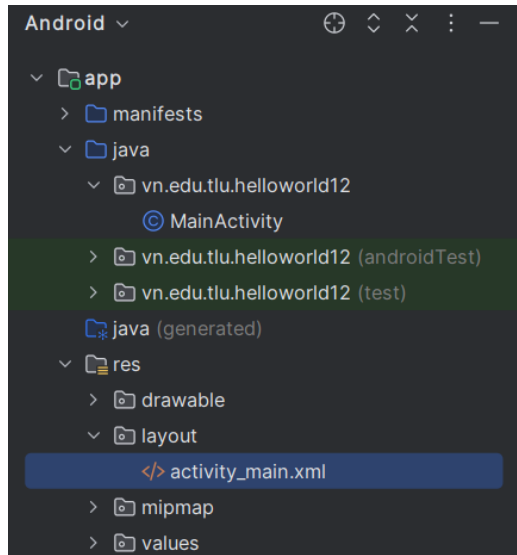 Android
app
manifests
java
vn.edu.tlu.helloworld12
MainActivity
vn.edu.tlu.helloworld12 (androidTest)
vn.edu.tlu.helloworld12 (test)
java (generated)
res
drawable
layout
activity_main.xml
mipmap
values